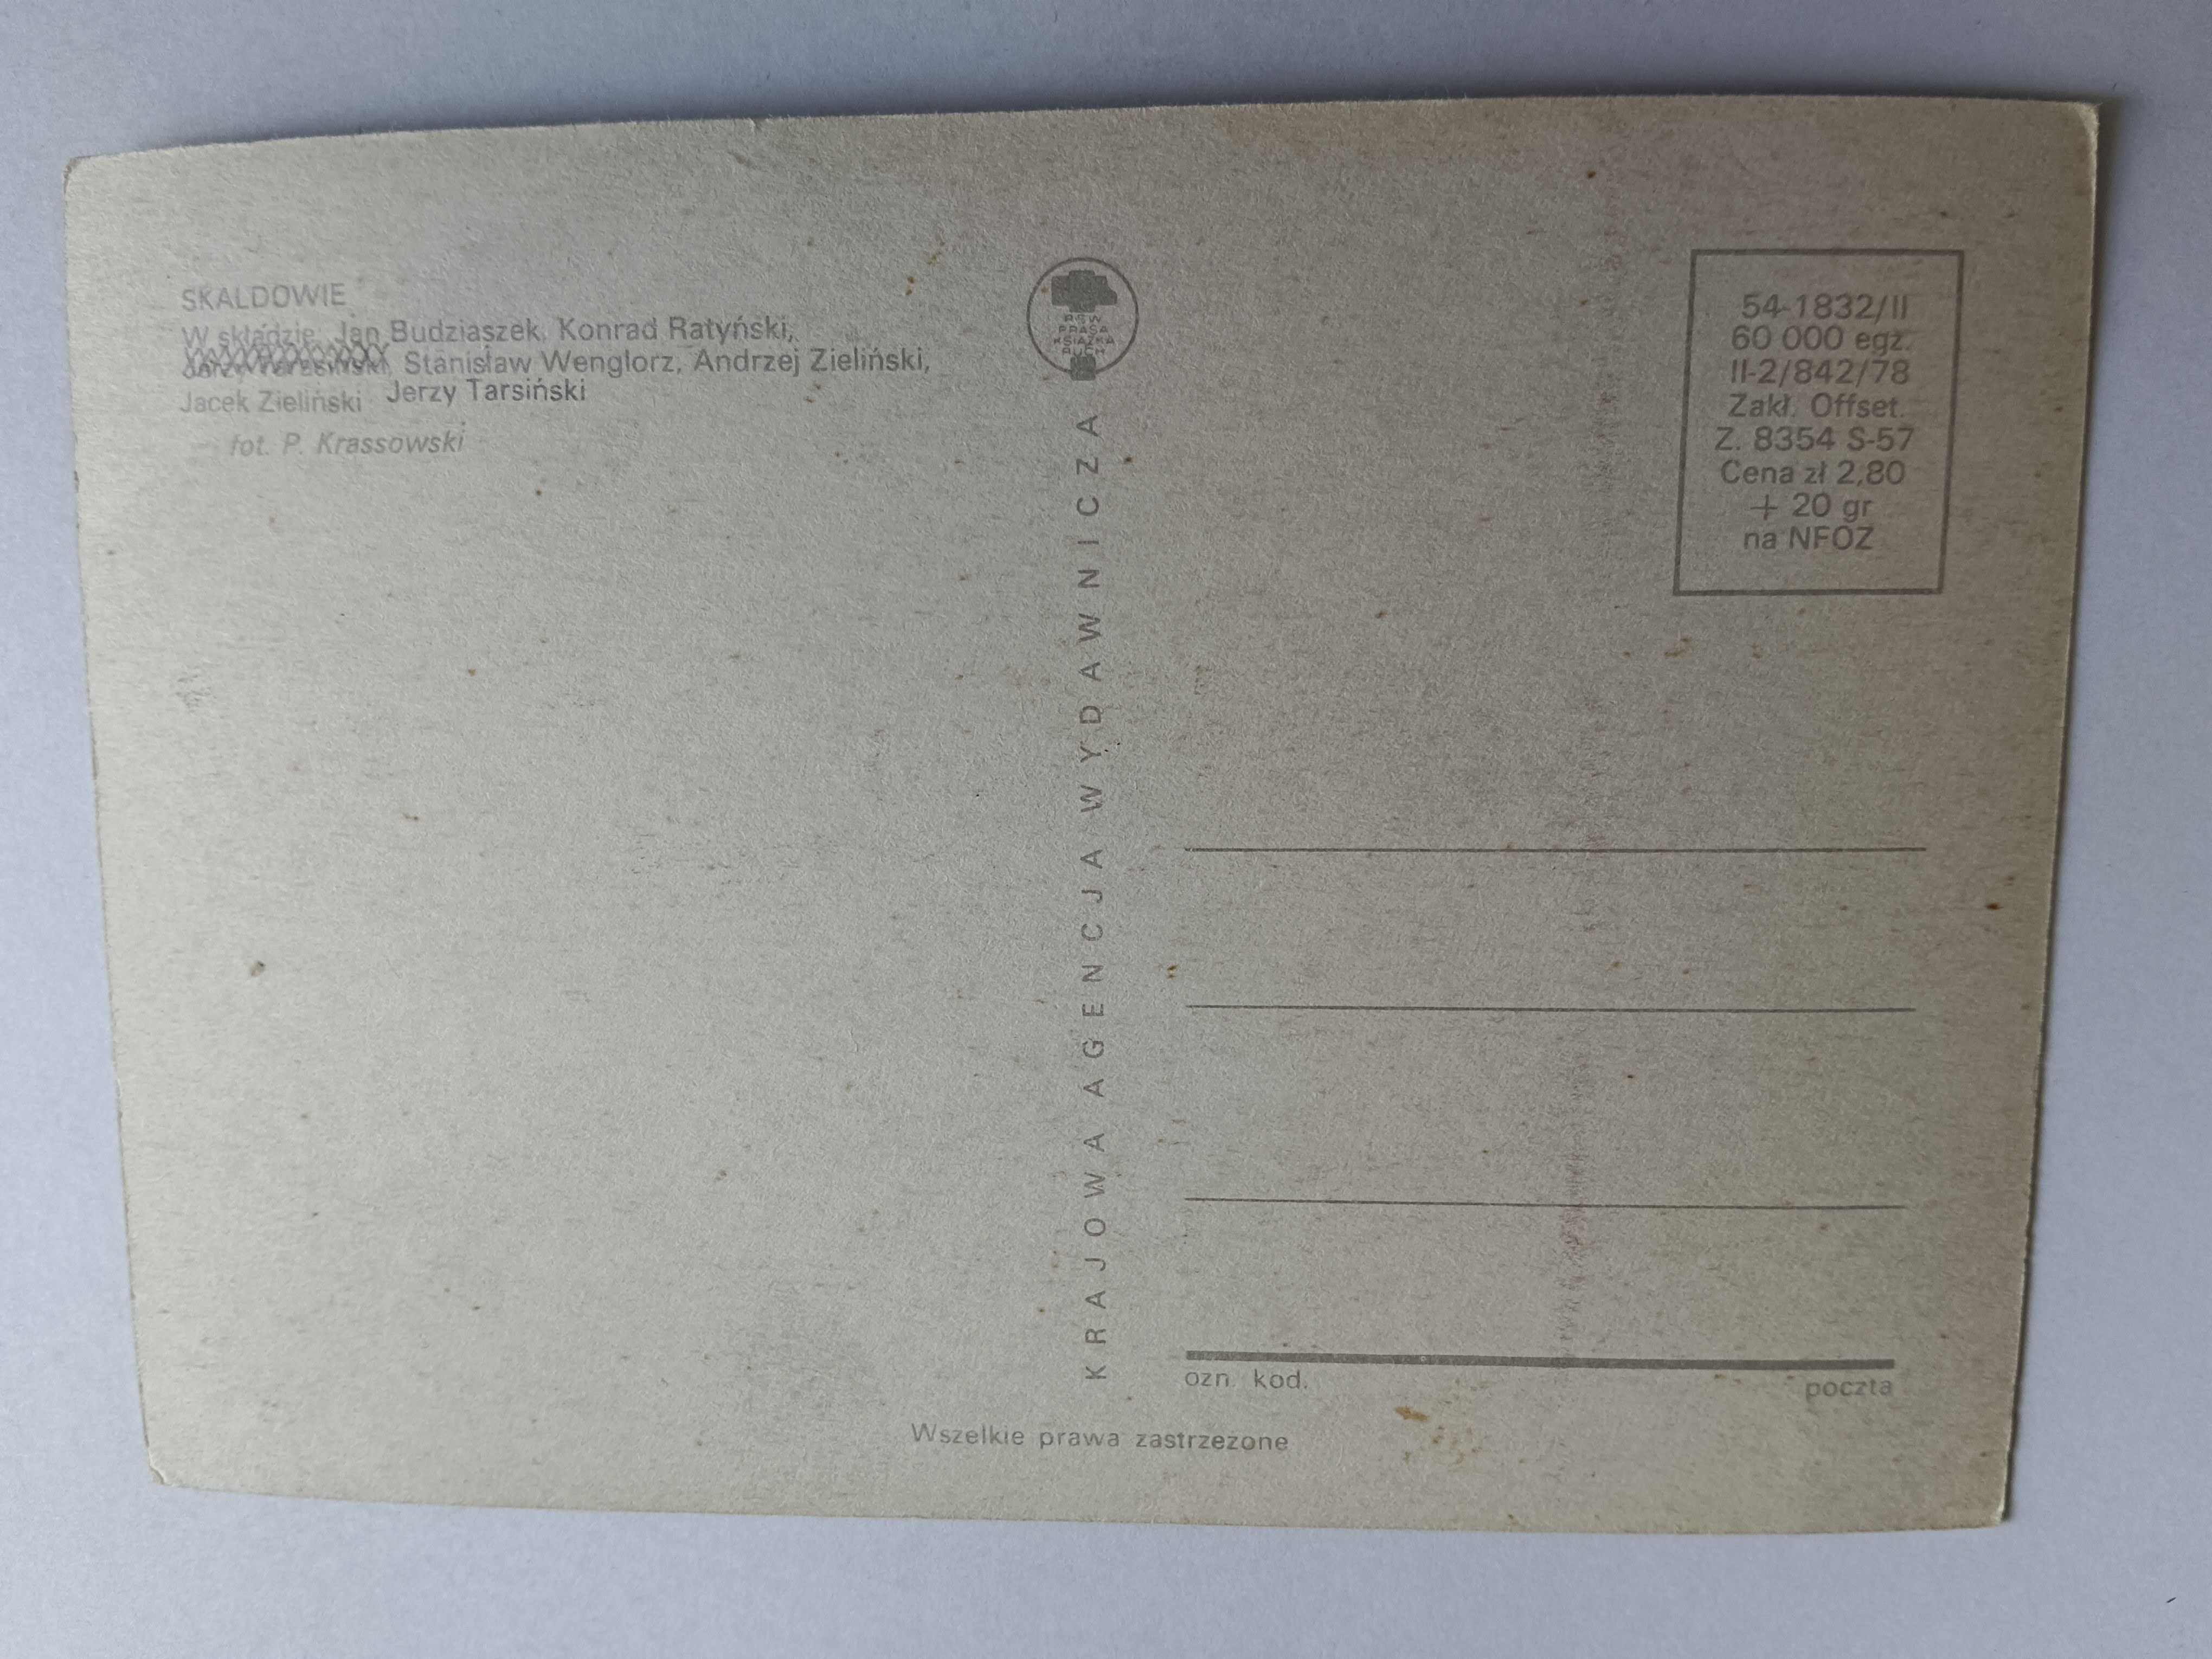 SKALDOWIE
W składzie: Jan Budziaszek, Konrad Ratyński,
Stanisław Wenglorz, Andrzej Zieliński,
Jacek Zieliński Jerzy Tarsiński
fot. P. Krassowski
RSW
PRASA
KSIĄŻKA
RUCH
KRAJOWA AGENCJA WYDAWNICZA
54-1832/II
60 000 egz.
II-2/842/78
Zakł. Offset.
Z. 8354 S-57
Cena zł 2,80
+ 20 gr
na NFOZ
ozn. kod.
poczta
Wszelkie prawa zastrzeżone